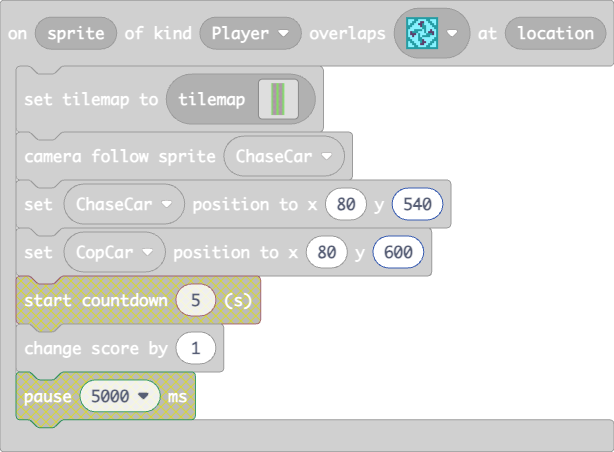 on sprite of kind Player overlaps at location
set tilemap to tilemap
camera follow sprite ChaseCar
set ChaseCar position to x 80 y 540
set CopCar position to x 80 y 600
start countdown 5 (s)
change score by 1
pause 5000 ms